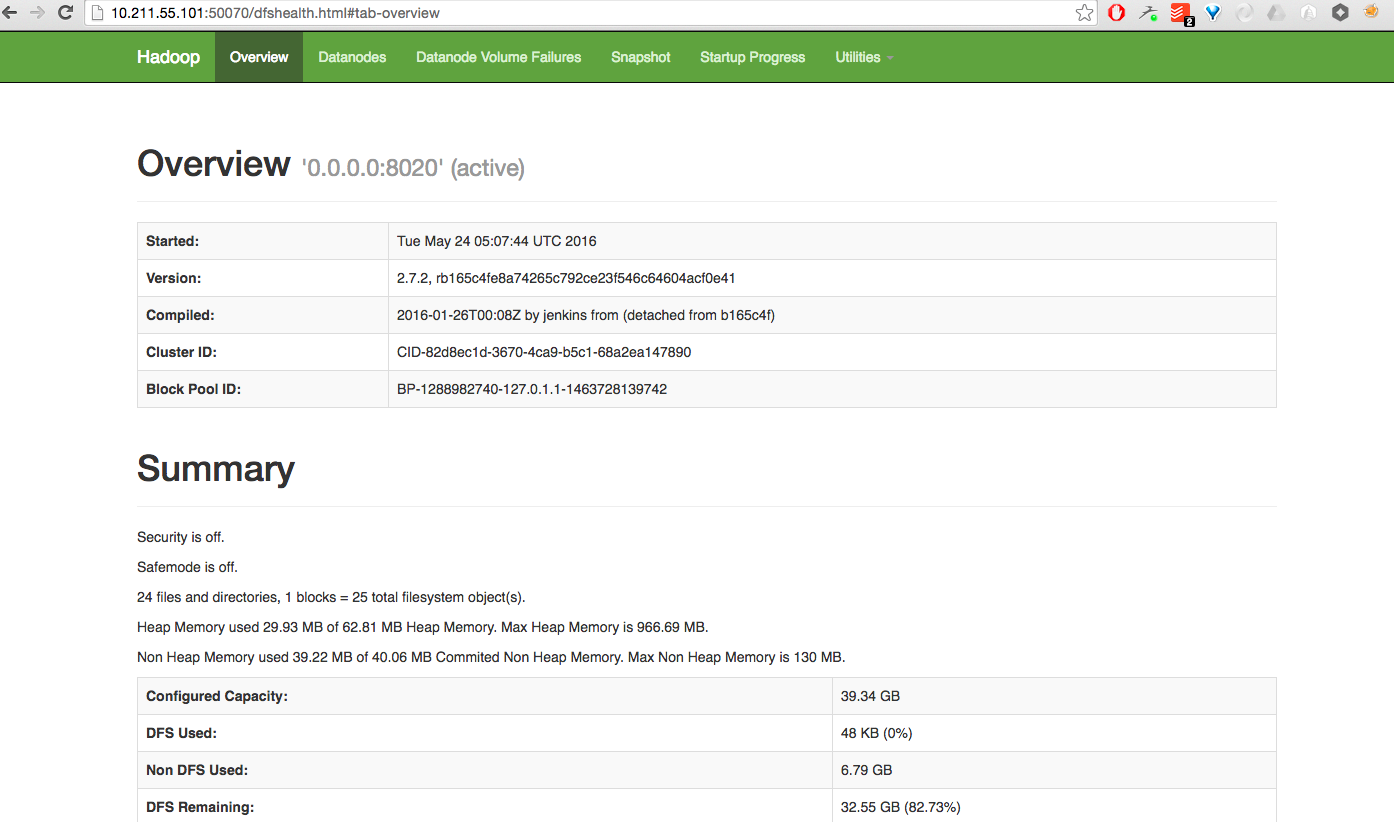 10.211.55.101:50070/dfshealth.html#tab-overview
2
Hadoop Overview Datanodes Datanode Volume Failures Snapshot Startup Progress Utilities
Overview '0.0.0.0:8020' (active)
Started: Tue May 24 05:07:44 UTC 2016
Version: 2.7.2, rb165c4fe8a74265c792ce23f546c64604acf0e41
Compiled: 2016-01-26T00:08Z by jenkins from (detached from b165c4f)
Cluster ID: CID-82d8ec1d-3670-4ca9-b5c1-68a2ea147890
Block Pool ID: BP-1288982740-127.0.1.1-1463728139742
Summary
Security is off.
Safemode is off.
24 files and directories, 1 blocks = 25 total filesystem object(s).
Heap Memory used 29.93 MB of 62.81 MB Heap Memory. Max Heap Memory is 966.69 MB.
Non Heap Memory used 39.22 MB of 40.06 MB Commited Non Heap Memory. Max Non Heap Memory is 130 MB.
Configured Capacity: 39.34 GB
DFS Used: 48 KB (0%)
Non DFS Used: 6.79 GB
DFS Remaining: 32.55 GB (82.73%)